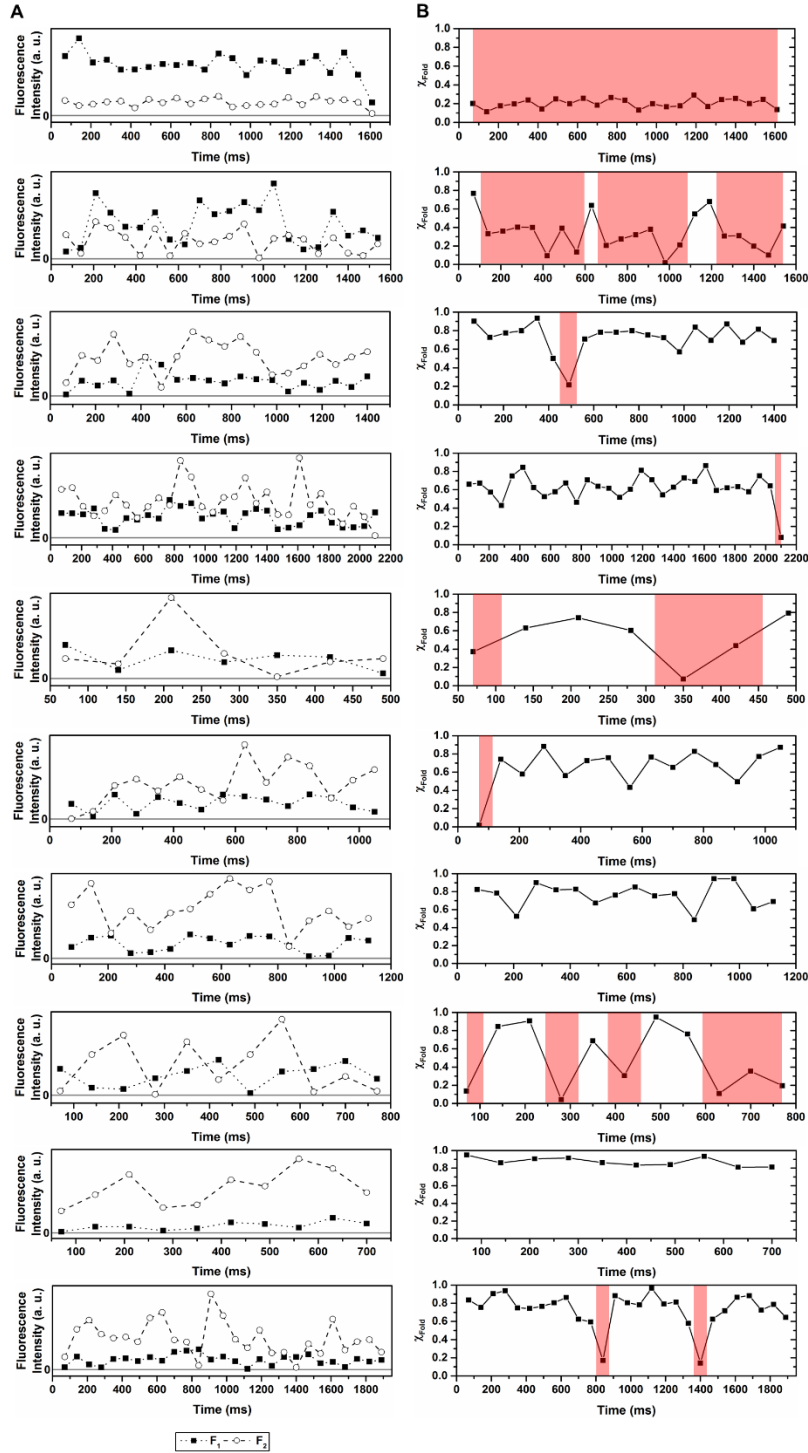 A
B
Fluorescence
Intensity (a. u.)
0
0 200 400 600 800 1000 1200 1400 1600
Time (ms)
χFold
1.0
0.8
0.6
0.4
0.2
0.0
0 200 400 600 800 1000 1200 1400 1600
Time (ms)
Fluorescence
Intensity (a. u.)
0
0 200 400 600 800 1000 1200 1400 1600
Time (ms)
χFold
1.0
0.8
0.6
0.4
0.2
0.0
0 200 400 600 800 1000 1200 1400 1600
Time (ms)
Fluorescence
Intensity (a. u.)
0
0 200 400 600 800 1000 1200 1400
Time (ms)
χFold
1.0
0.8
0.6
0.4
0.2
0.0
0 200 400 600 800 1000 1200 1400
Time (ms)
Fluorescence
Intensity (a. u.)
0
0 200 400 600 800 1000 1200 1400 1600 1800 2000 2200
Time (ms)
χFold
1.0
0.8
0.6
0.4
0.2
0.0
0 200 400 600 800 1000 1200 1400 1600 1800 2000 2200
Time (ms)
Fluorescence
Intensity (a. u.)
0
50 100 150 200 250 300 350 400 450 500
Time (ms)
χFold
1.0
0.8
0.6
0.4
0.2
0.0
50 100 150 200 250 300 350 400 450 500
Time (ms)
Fluorescence
Intensity (a. u.)
0
0 200 400 600 800 1000
Time (ms)
χFold
1.0
0.8
0.6
0.4
0.2
0.0
0 200 400 600 800 1000
Time (ms)
Fluorescence
Intensity (a. u.)
0
0 200 400 600 800 1000 1200
Time (ms)
χFold
1.0
0.8
0.6
0.4
0.2
0.0
0 200 400 600 800 1000 1200
Time (ms)
Fluorescence
Intensity (a. u.)
0
100 200 300 400 500 600 700 800
Time (ms)
χFold
1.0
0.8
0.6
0.4
0.2
0.0
100 200 300 400 500 600 700 800
Time (ms)
Fluorescence
Intensity (a. u.)
0
100 200 300 400 500 600 700
Time (ms)
χFold
1.0
0.8
0.6
0.4
0.2
0.0
100 200 300 400 500 600 700
Time (ms)
Fluorescence
Intensity (a. u.)
0
0 200 400 600 800 1000 1200 1400 1600 1800
Time (ms)
χFold
1.0
0.8
0.6
0.4
0.2
0.0
0 200 400 600 800 1000 1200 1400 1600 1800
Time (ms)
F1 F2